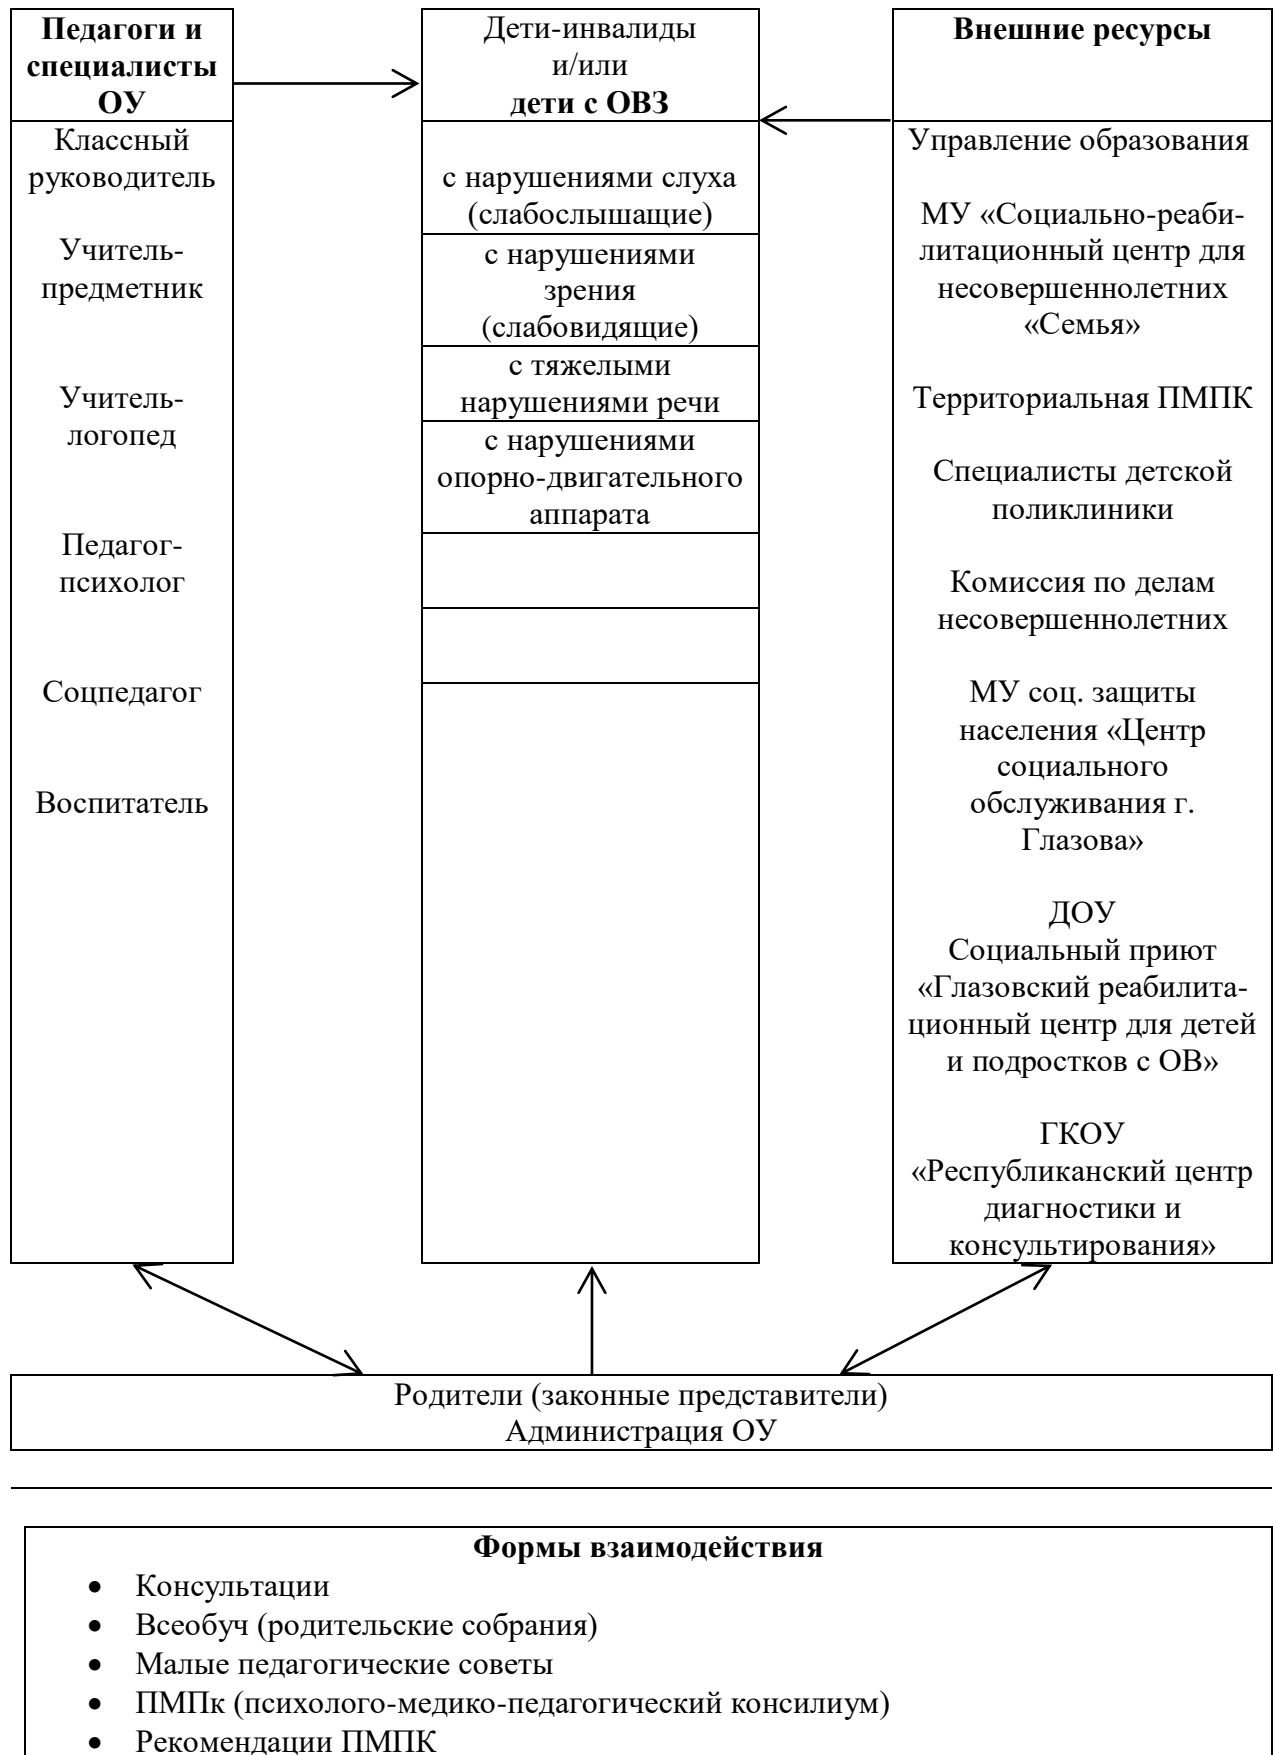 Педагоги и
специалисты
ОУ
Классный
руководитель
Учитель-
предметник
Учитель-
логопед
Педагог-
психолог
Соцпедагог
Воспитатель
Дети-инвалиды
и/или
дети с ОВЗ
с нарушениями слуха
(слабослышащие)
с нарушениями
зрения
(слабовидящие)
с тяжелыми
нарушениями речи
с нарушениями
опорно-двигательного
аппарата
Внешние ресурсы
Управление образования
МУ «Социально-реаби-
литационный центр для
несовершеннолетних
«Семья»
Территориальная ПМПК
Специалисты детской
поликлиники
Комиссия по делам
несовершеннолетних
МУ соц. защиты
населения «Центр
социального
обслуживания г.
Глазова»
ДОУ
Социальный приют
«Глазовский реабилита-
ционный центр для детей
и подростков с ОВ»
ГКОУ
«Республиканский центр
диагностики и
консультирования»
Родители (законные представители)
Администрация ОУ
Формы взаимодействия
• Консультации
• Всеобуч (родительские собрания)
• Малые педагогические советы
• ПМПк (психолого-медико-педагогический консилиум)
• Рекомендации ПМПК